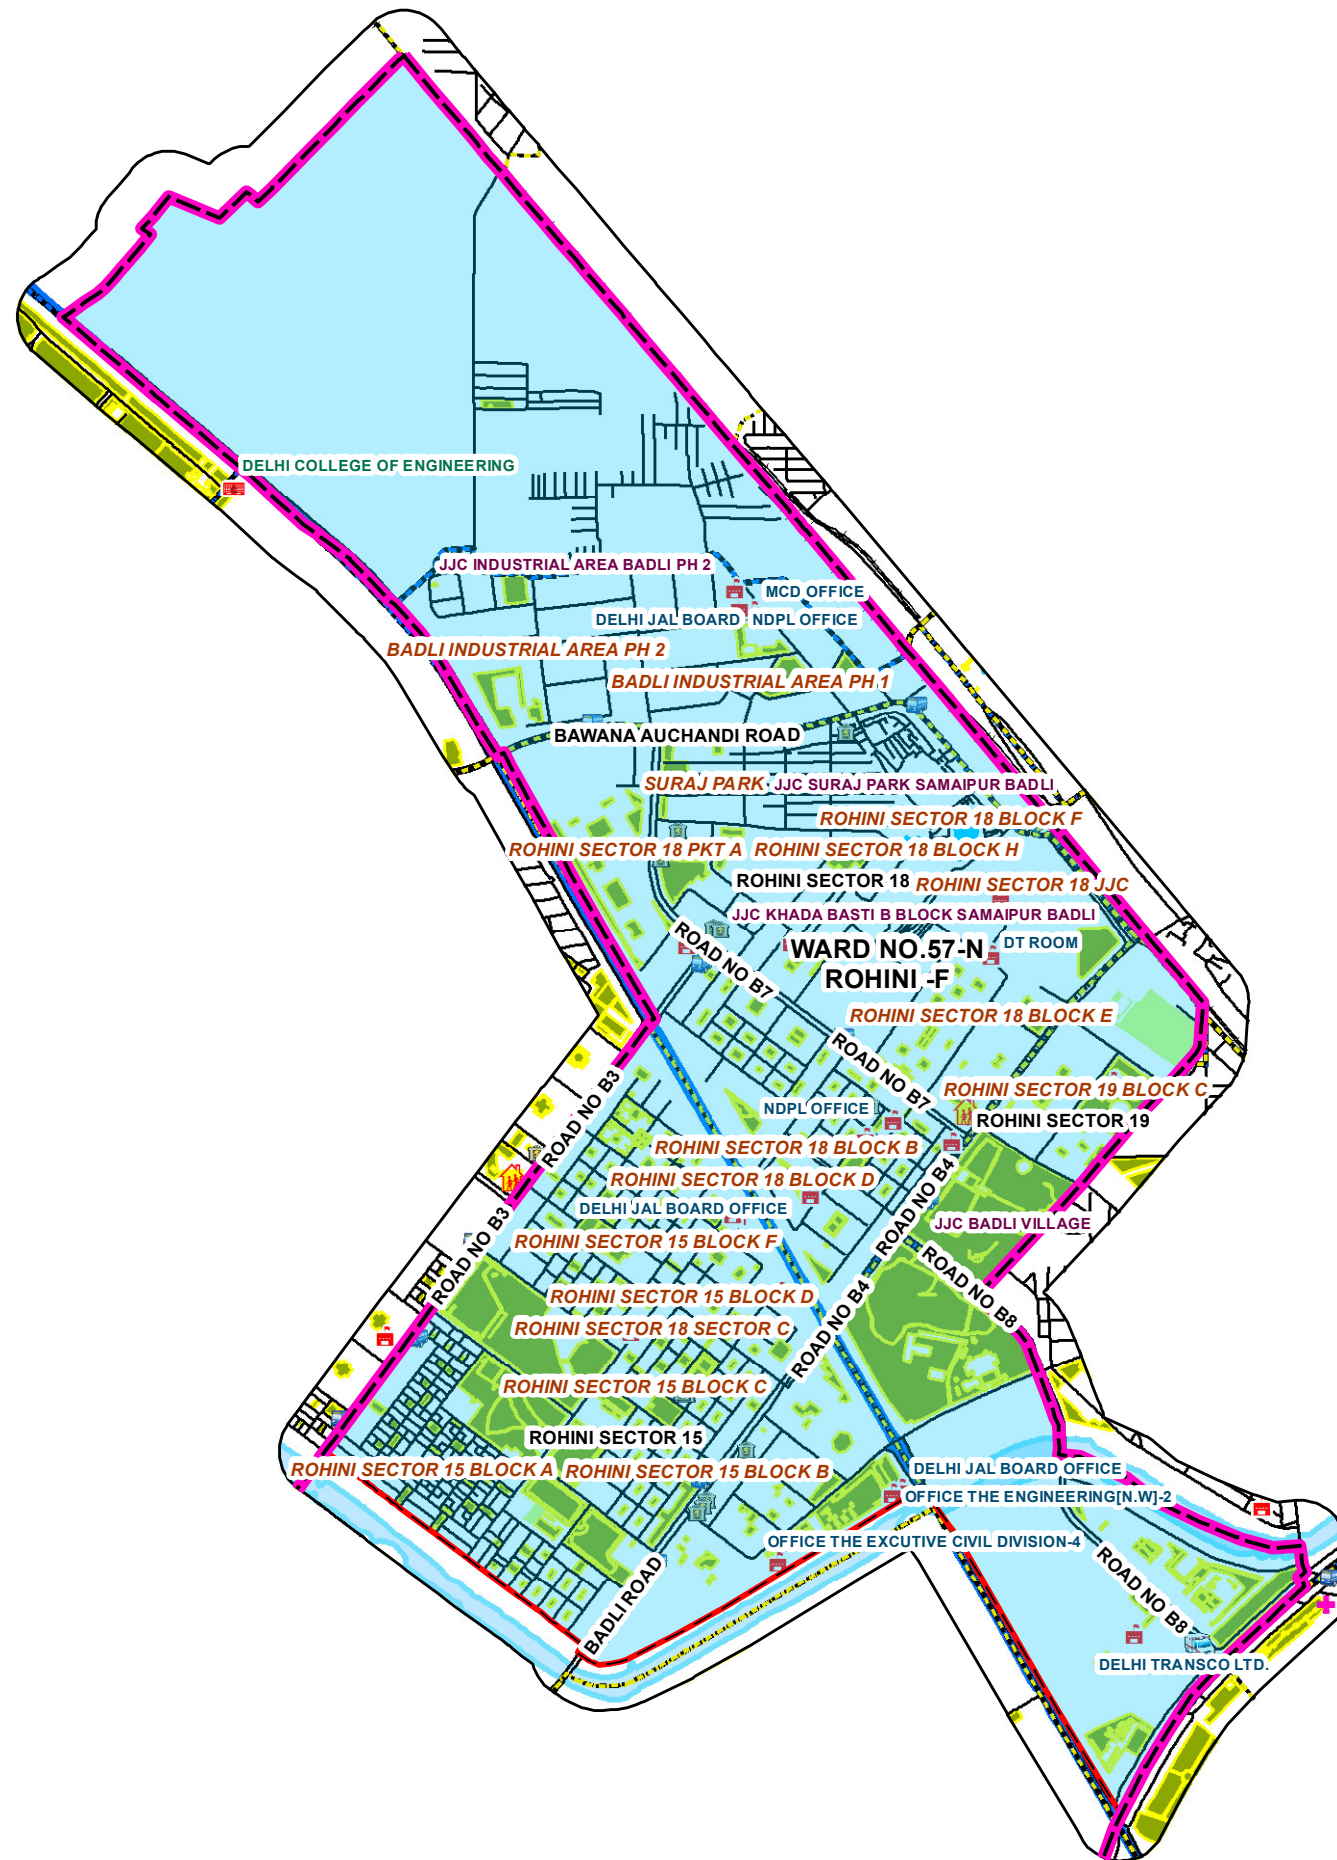 DELHI COLLEGE OF ENGINEERING
JJC INDUSTRIAL AREA BADLI PH 2
MCD OFFICE
DELHI JAL BOARD
NDPL OFFICE
BADLI INDUSTRIAL AREA PH 2
BADLI INDUSTRIAL AREA PH 1
BAWANA AUCHANDI ROAD
SURAJ PARK
JJC SURAJ PARK SAMAIPUR BADLI
ROHINI SECTOR 18 BLOCK F
ROHINI SECTOR 18 PKT A
ROHINI SECTOR 18 BLOCK H
ROHINI SECTOR 18
ROHINI SECTOR 18 JJC
JJC KHADA BASTI B BLOCK SAMAIPUR BADLI
WARD NO.57-N
ROHINI -F
DT ROOM
ROAD NO B7
ROHINI SECTOR 18 BLOCK E
ROAD NO B7
ROHINI SECTOR 19 BLOCK C
NDPL OFFICE
ROHINI SECTOR 19
ROAD NO B3
ROHINI SECTOR 18 BLOCK B
ROHINI SECTOR 18 BLOCK D
ROAD NO B4
DELHI JAL BOARD OFFICE
JJC BADLI VILLAGE
ROHINI SECTOR 15 BLOCK F
ROAD NO B3
ROAD NO B8
ROHINI SECTOR 15 BLOCK D
ROHINI SECTOR 18 SECTOR C
ROAD NO B4
ROHINI SECTOR 15 BLOCK C
ROHINI SECTOR 15
ROHINI SECTOR 15 BLOCK A
ROHINI SECTOR 15 BLOCK B
DELHI JAL BOARD OFFICE
OFFICE THE ENGINEERING[N.W]-2
OFFICE THE EXCUTIVE CIVIL DIVISION-4
BADLI ROAD
ROAD NO B8
DELHI TRANSCO LTD.